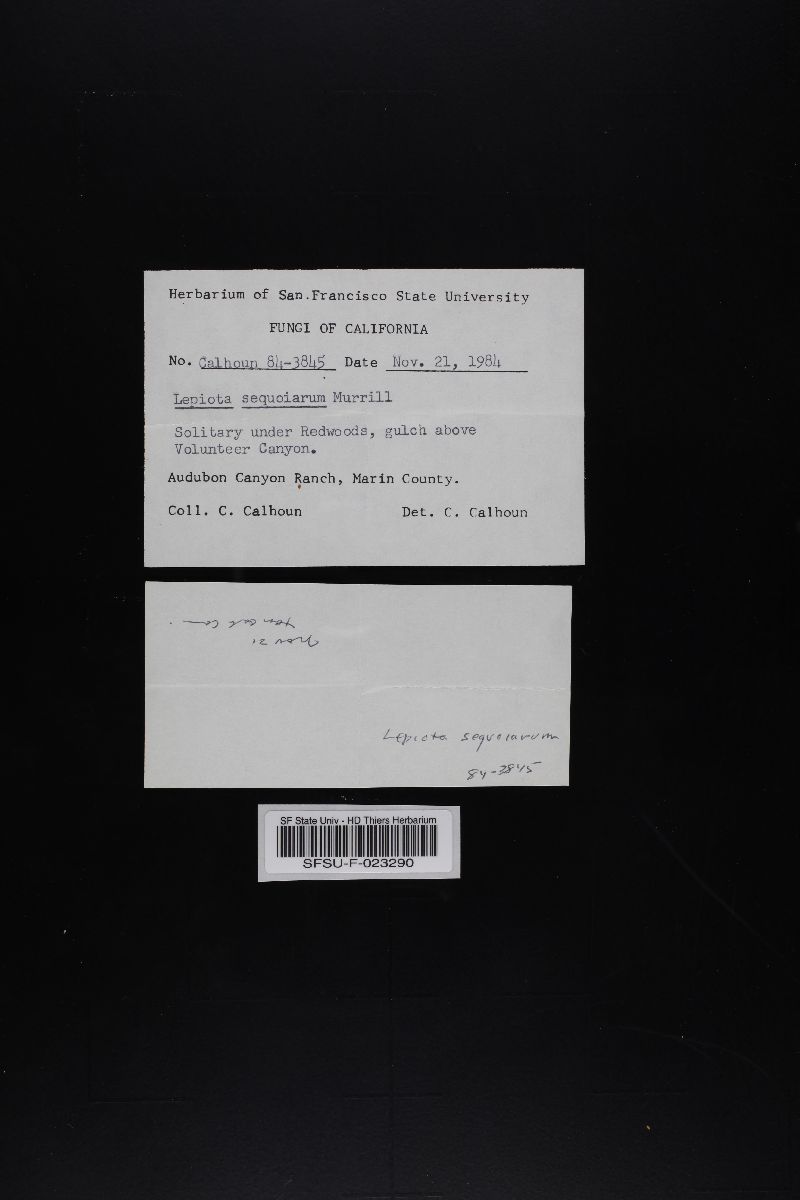 Herbarium of San.Francisco State University
FUNGI OF CALIFORNIA
No. Calhoun 84-3845 Date Nov. 21, 1984
Lepiota sequoiarum Murrill
Solitary under Redwoods, gulch above
Volunteer Canyon.
Audubon Canyon Ranch, Marin County.
Coll. C. Calhoun Det. C. Calhoun
Nov 21
Lepiota sequoiarum
84-3845
SF State Univ - HD Thiers Herbarium
SFSU-F-023290